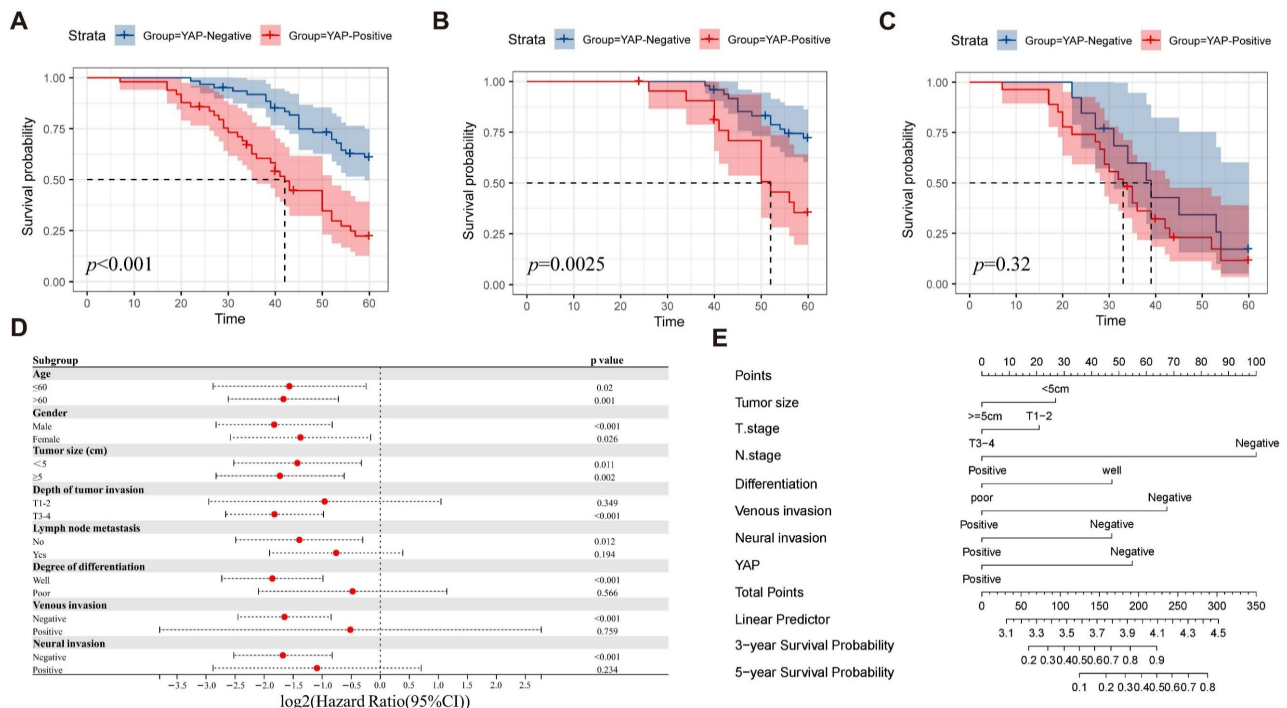 A
B
C
Strata Group=YAP-Negative Group=YAP-Positive
Strata Group=YAP-Negative Group=YAP-Positive
Strata Group=YAP-Negative Group=YAP-Positive
Survival probability
1.00
0.75
0.50
0.25
0.00
p<0.001
0 10 20 30 40 50 60
Time
Survival probability
1.00
0.75
0.50
0.25
0.00
p=0.0025
0 10 20 30 40 50 60
Time
Survival probability
1.00
0.75
0.50
0.25
0.00
p=0.32
0 10 20 30 40 50 60
Time
D
Subgroup p value
Age
≤60 0.02
>60 0.001
Gender
Male <0.001
Female 0.026
Tumor size (cm)
<5 0.011
≥5 0.002
Depth of tumor invasion
T1-2 0.349
T3-4 <0.001
Lymph node metastasis
No 0.012
Yes 0.194
Degree of differentiation
Well <0.001
Poor 0.566
Venous invasion
Negative <0.001
Positive 0.759
Neural invasion
Negative <0.001
Positive 0.234
−3.5 −3.0 −2.5 −2.0 −1.5 −1.0 −0.5 0.0 0.5 1.0 1.5 2.0 2.5
log2(Hazard Ratio(95%CI))
E
Points 0 10 20 30 40 50 60 70 80 90 100
<5cm
Tumor size
>=5cm T1−2
T.stage
T3−4 Negative
N.stage
Positive well
Differentiation
poor Negative
Venous invasion
Positive Negative
Neural invasion
Positive Negative
YAP
Positive
Total Points 0 50 100 150 200 250 300 350
Linear Predictor
3.1 3.3 3.5 3.7 3.9 4.1 4.3 4.5
3-year Survival Probability
0.2 0.3 0.4 0.5 0.6 0.7 0.8 0.9
5-year Survival Probability
0.1 0.2 0.3 0.4 0.5 0.6 0.7 0.8